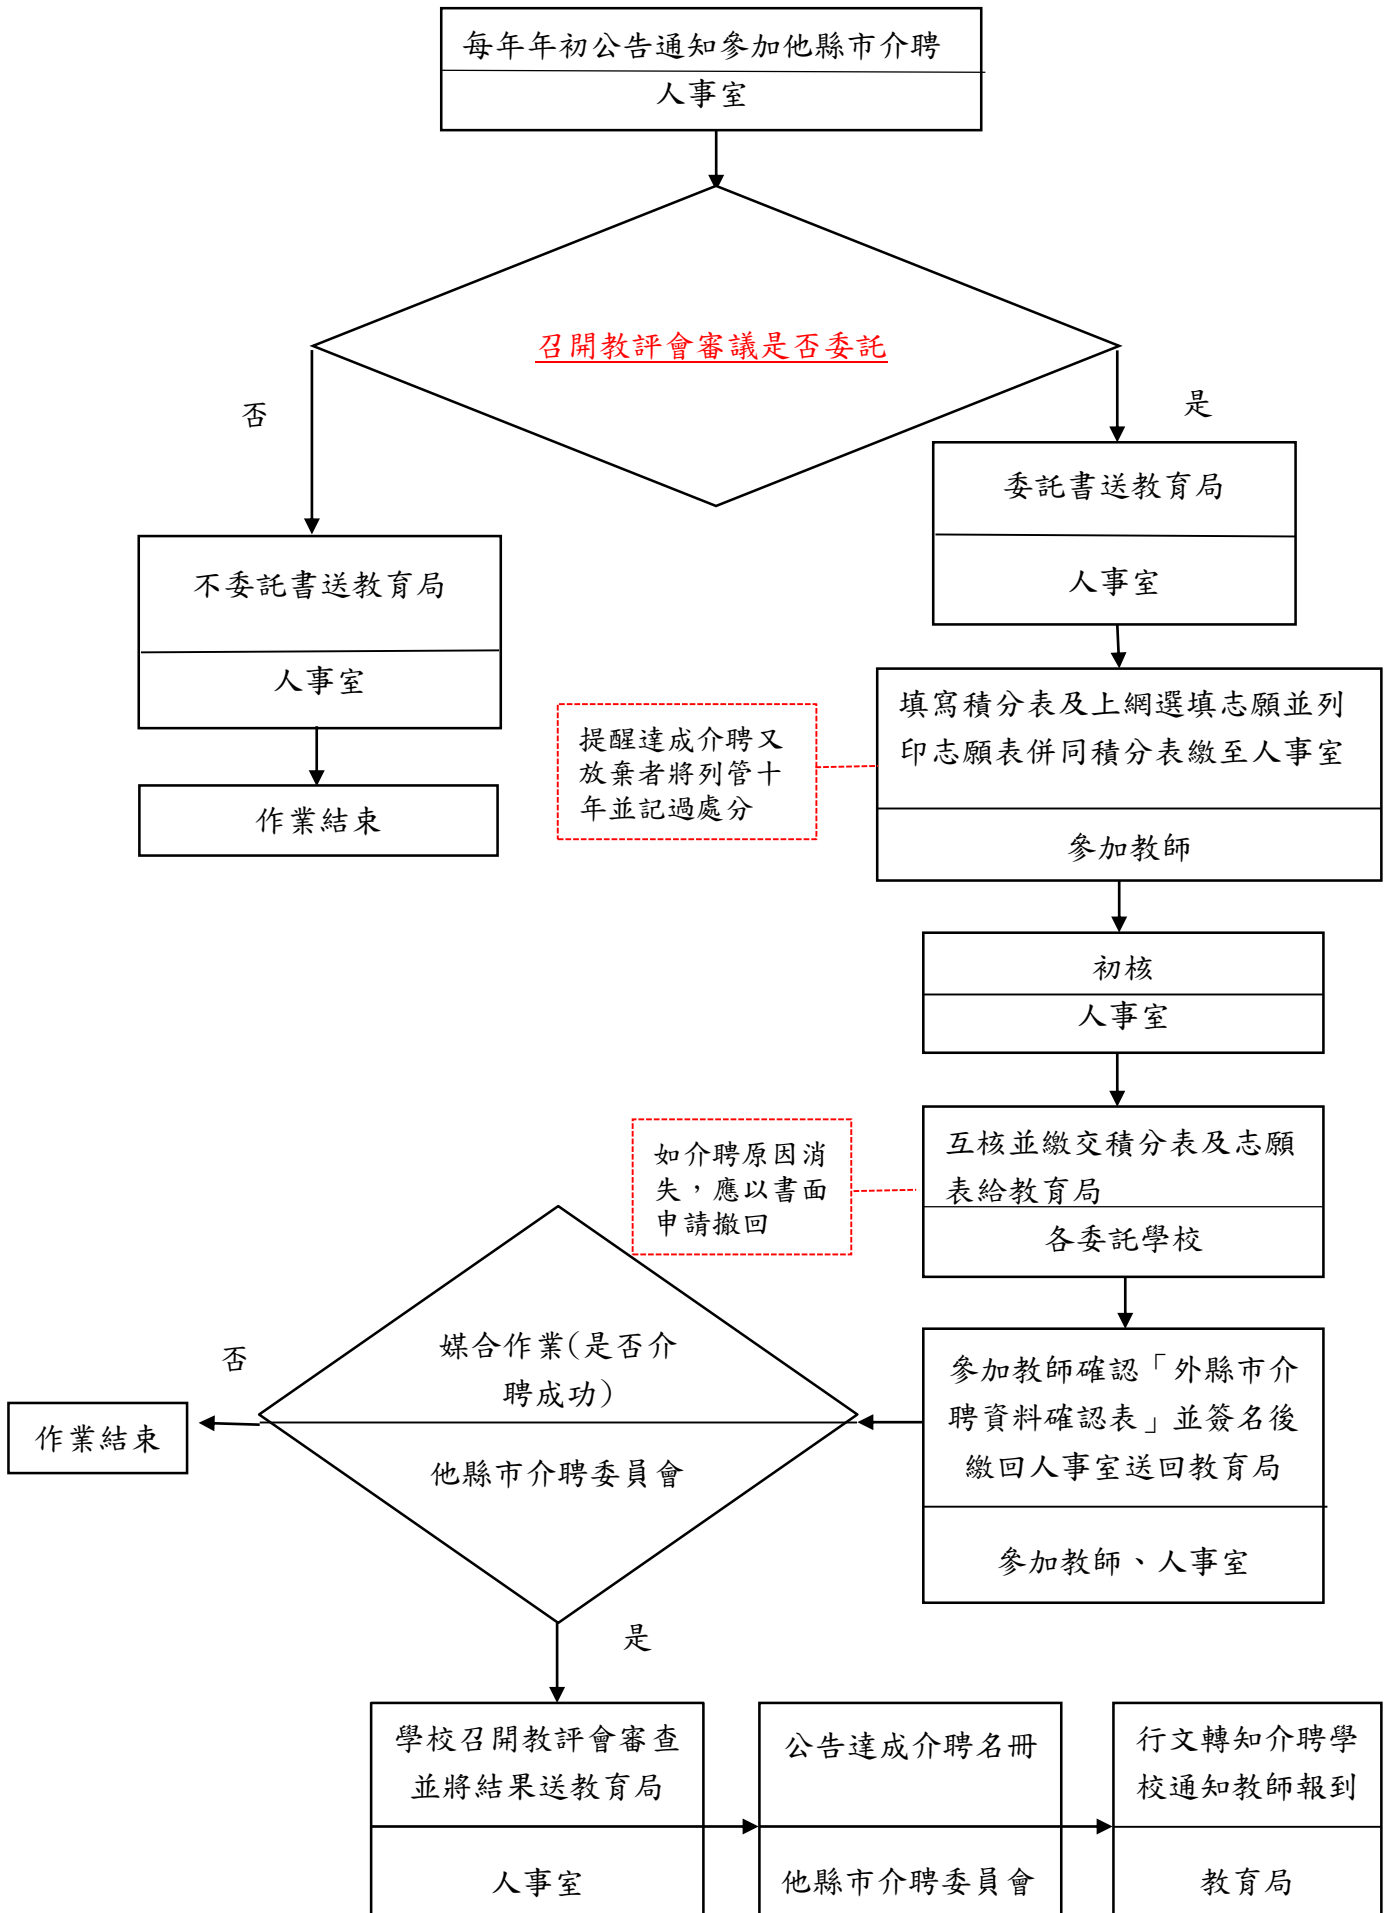 每年年初公告通知參加他縣市介聘
人事室
召開教評會審議是否委託
否
是
委託書送教育局
人事室
不委託書送教育局
人事室
作業結束
填寫積分表及上網選填志願並列
印志願表併同積分表繳至人事室
參加教師
提醒達成介聘又
放棄者將列管十
年並記過處分
初核
人事室
互核並繳交積分表及志願
表給教育局
各委託學校
如介聘原因消
失，應以書面
申請撤回
參加教師確認「外縣市介
聘資料確認表」並簽名後
繳回人事室送回教育局
參加教師、人事室
媒合作業(是否介
聘成功)
他縣市介聘委員會
否
作業結束
是
學校召開教評會審查
並將結果送教育局
人事室
公告達成介聘名冊
他縣市介聘委員會
行文轉知介聘學
校通知教師報到
教育局